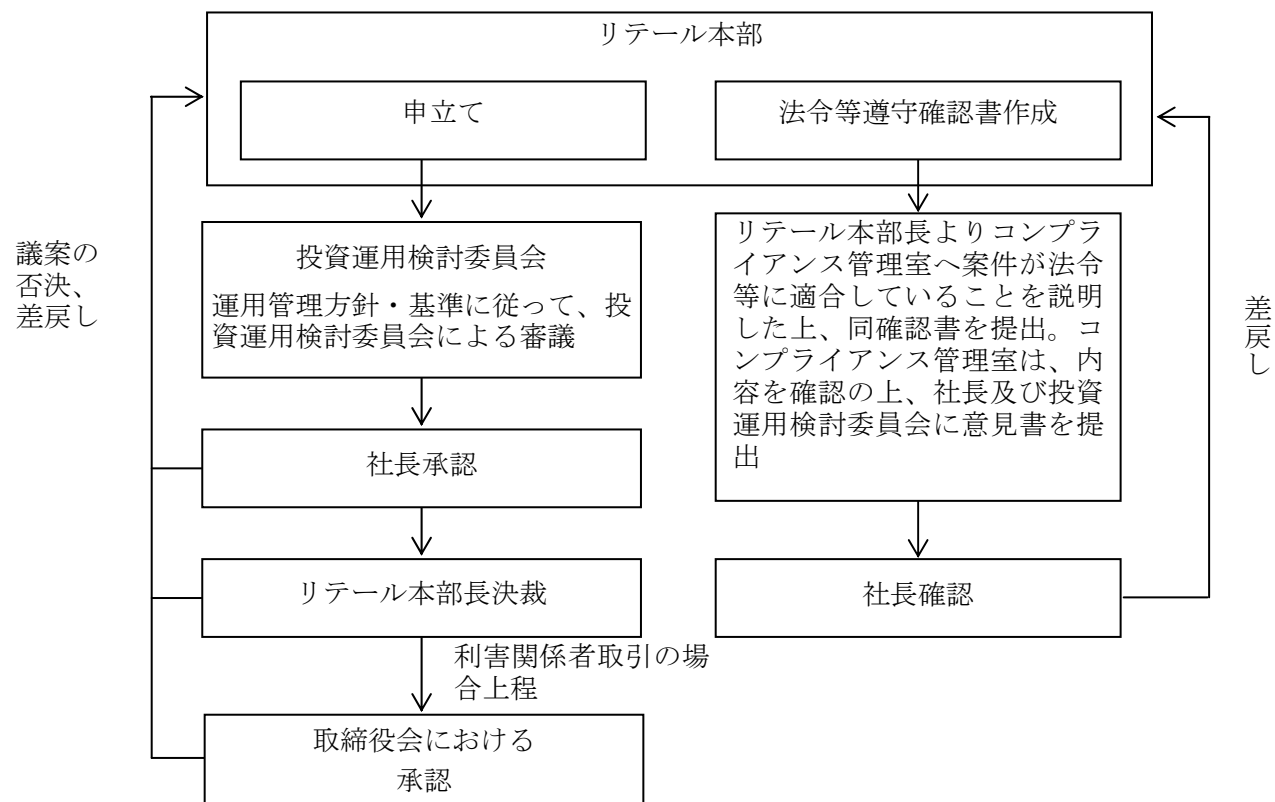 リテール本部
申立て
法令等遵守確認書作成
議案の
否決、
差戻し
投資運用検討委員会
運用管理方針・基準に従って、投
資運用検討委員会による審議
リテール本部長よりコンプラ
イアンス管理室へ案件が法令
等に適合していることを説明
した上、同確認書を提出。コ
ンプライアンス管理室は、内
容を確認の上、社長及び投資
運用検討委員会に意見書を提
出
差戻し
社長承認
リテール本部長決裁
社長確認
利害関係者取引の場
合上程
取締役会における
承認